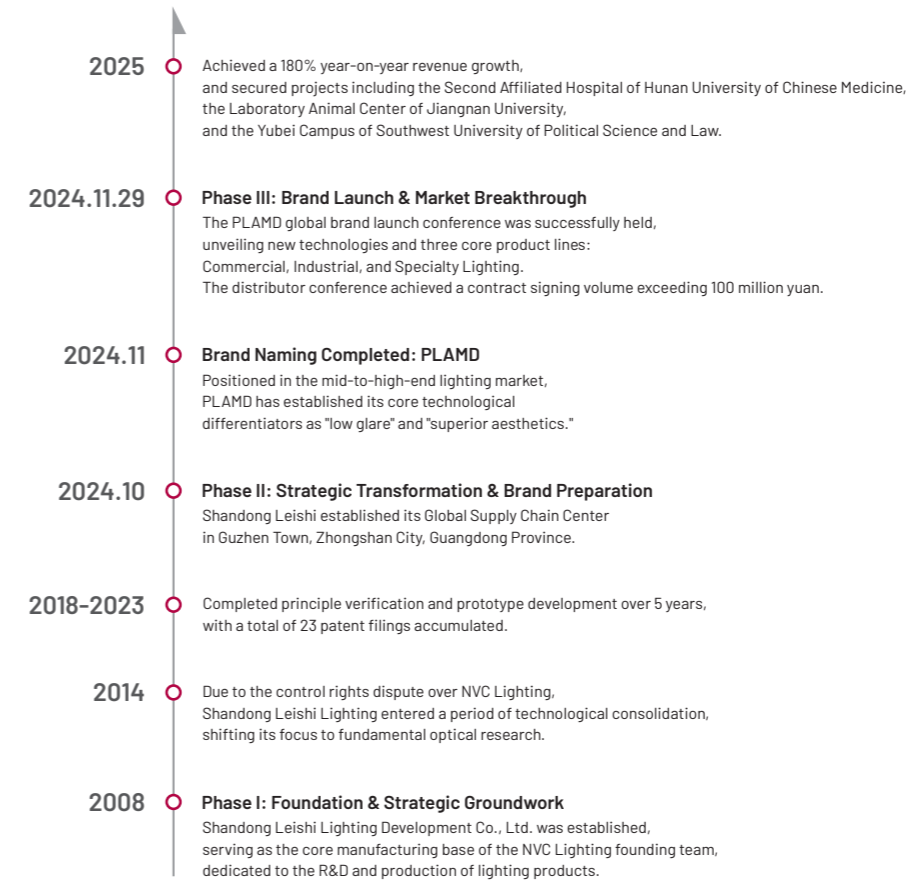 2025
Achieved a 180% year-on-year revenue growth,
and secured projects including the Second Affiliated Hospital of Hunan University of Chinese Medicine,
the Laboratory Animal Center of Jiangnan University,
and the Yubei Campus of Southwest University of Political Science and Law.
2024.11.29
Phase III: Brand Launch & Market Breakthrough
The PLAMD global brand launch conference was successfully held,
unveiling new technologies and three core product lines:
Commercial, Industrial, and Specialty Lighting.
The distributor conference achieved a contract signing volume exceeding 100 million yuan.
2024.11
Brand Naming Completed: PLAMD
Positioned in the mid-to-high-end lighting market,
PLAMD has established its core technological
differentiators as "low glare" and "superior aesthetics."
2024.10
Phase II: Strategic Transformation & Brand Preparation
Shandong Leishi established its Global Supply Chain Center
in Guzhen Town, Zhongshan City, Guangdong Province.
2018-2023
Completed principle verification and prototype development over 5 years,
with a total of 23 patent filings accumulated.
2014
Due to the control rights dispute over NVC Lighting,
Shandong Leishi Lighting entered a period of technological consolidation,
shifting its focus to fundamental optical research.
2008
Phase I: Foundation & Strategic Groundwork
Shandong Leishi Lighting Development Co., Ltd. was established,
serving as the core manufacturing base of the NVC Lighting founding team,
dedicated to the R&D and production of lighting products.